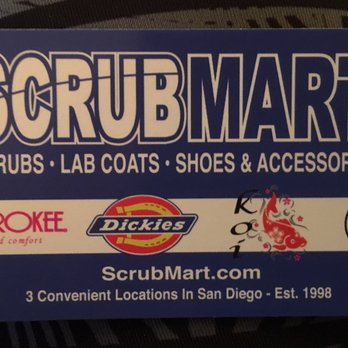 SCRUBMART
RUBS • LAB COATS • SHOES & ACCESSOR
ROKEE
d comfort
Dickies
Koi
ScrubMart.com
3 Convenient Locations In San Diego - Est. 1998